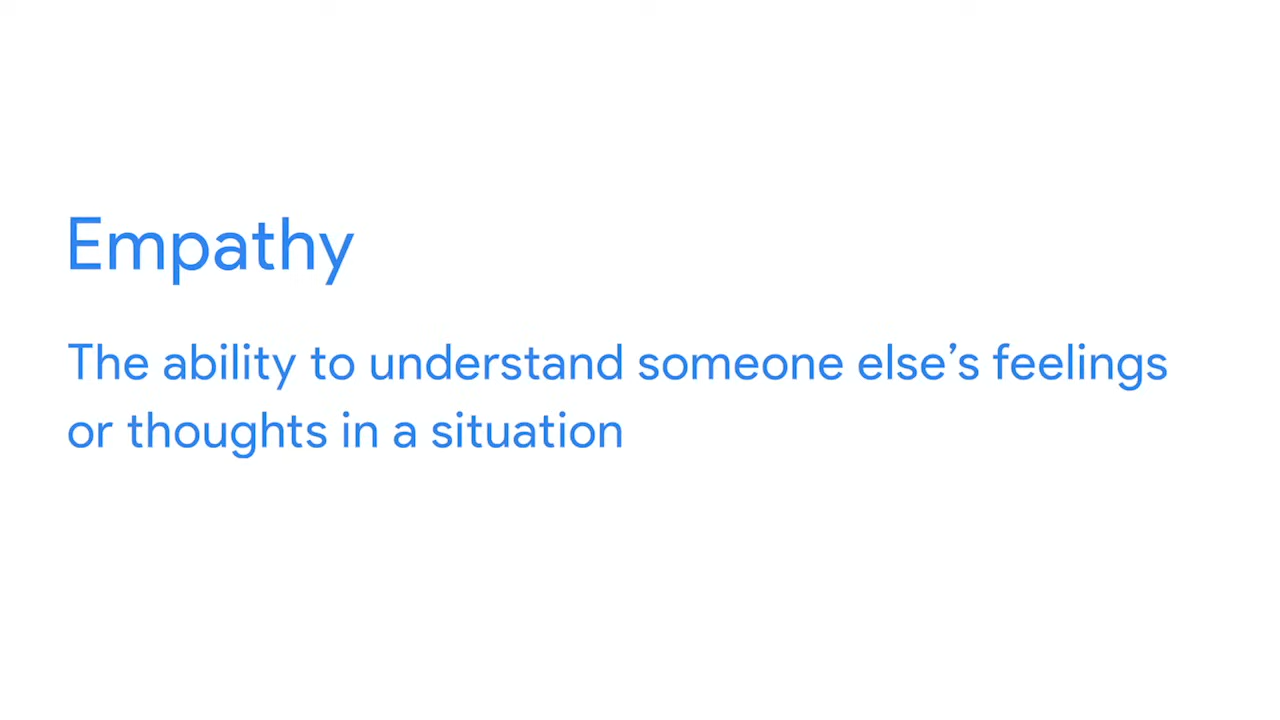 Empathy
The ability to understand someone else’s feelings
or thoughts in a situation